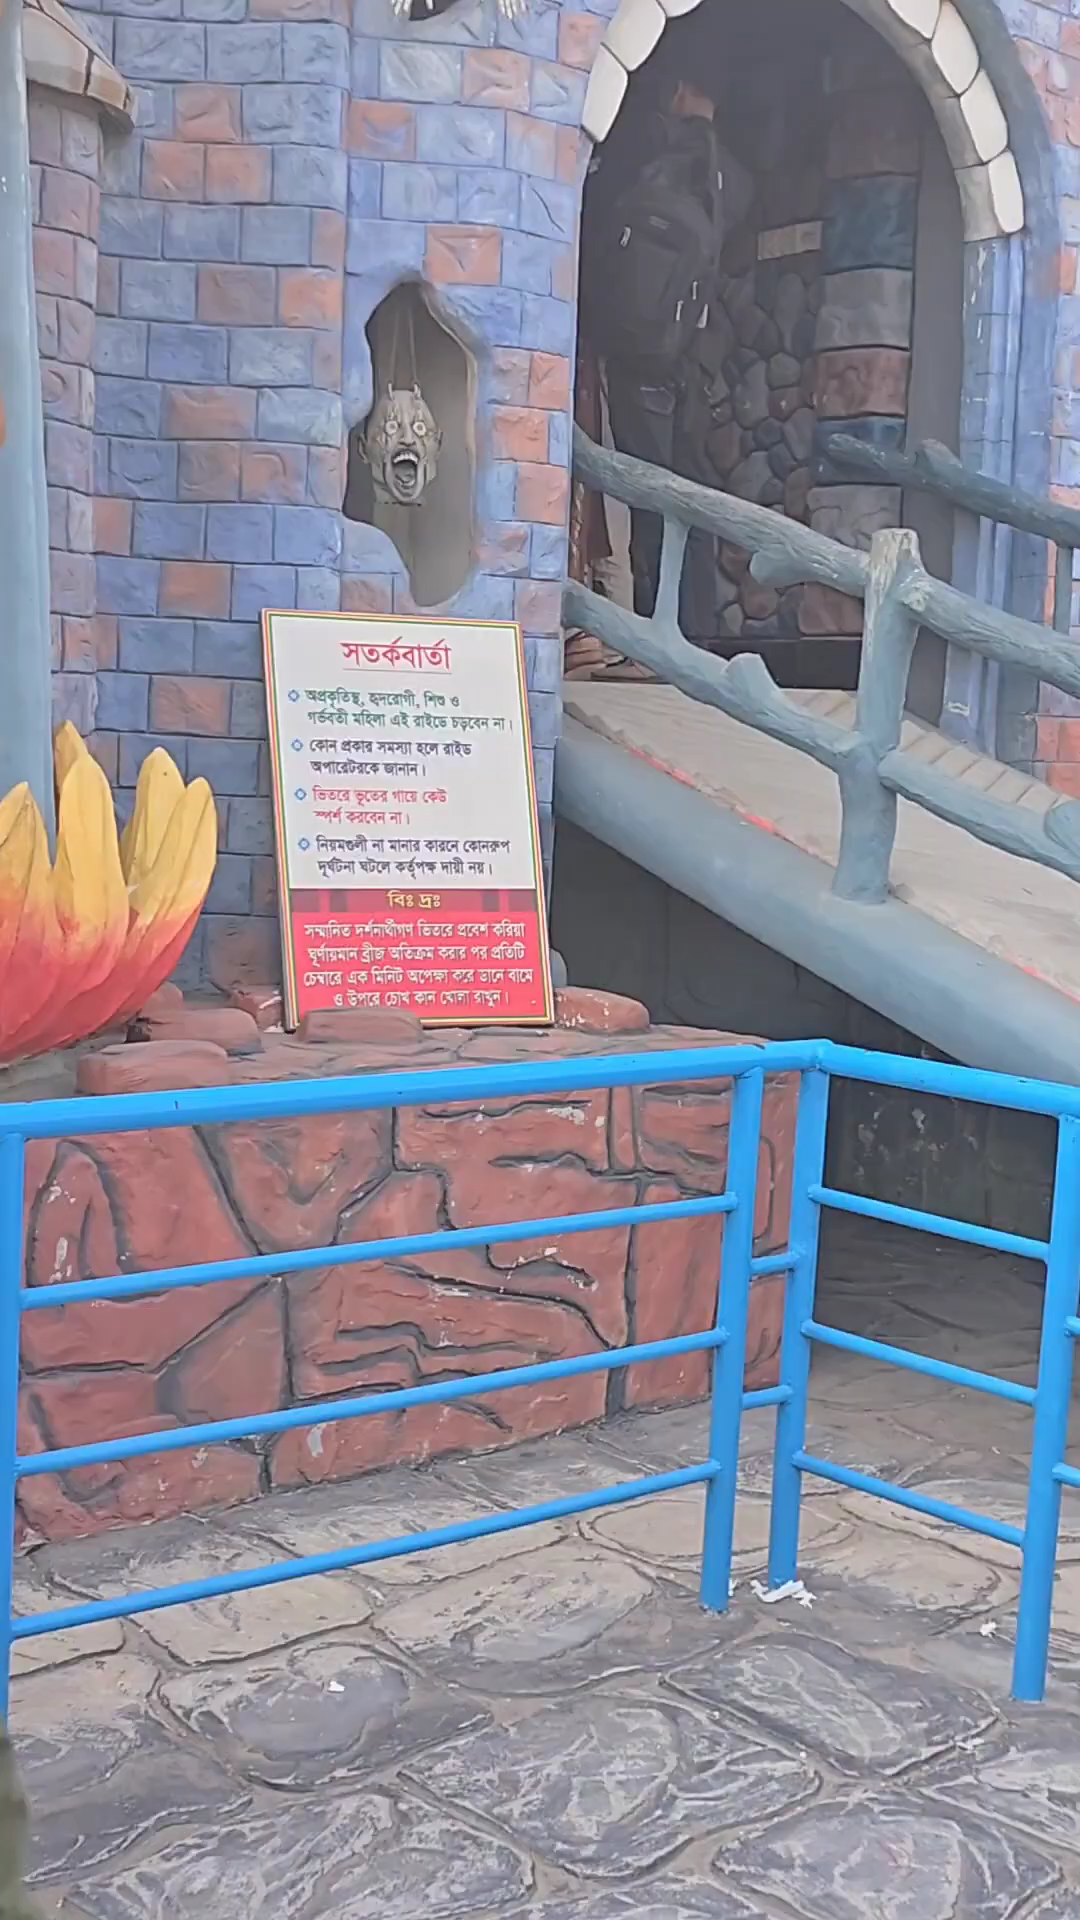 সতর্কবার্তা
অপ্রকৃতিস্থ, হৃদরোগী, শিশু ও
গর্ভবতী মহিলা এই রাইডে চড়বেন না।
কোন প্রকার সমস্যা হলে রাইড
অপারেটরকে জানান।
ভিতরে ভূতের গায়ে কেউ
স্পর্শ করবেন না।
নিয়মগুলী না মানার কারনে কোনরুপ
দূর্ঘটনা ঘটলে কর্তৃপক্ষ দায়ী নয়।
বিঃ দ্রঃ
সম্মানিত দর্শনার্থীগণ ভিতরে প্রবেশ করিয়া
ঘূর্ণায়মান ব্রীজ অতিক্রম করার পর প্রতিটি
চেম্বারে এক মিনিট অপেক্ষা করে ডানে বামে
ও উপরে চোখ কান খোলা রাখুন।